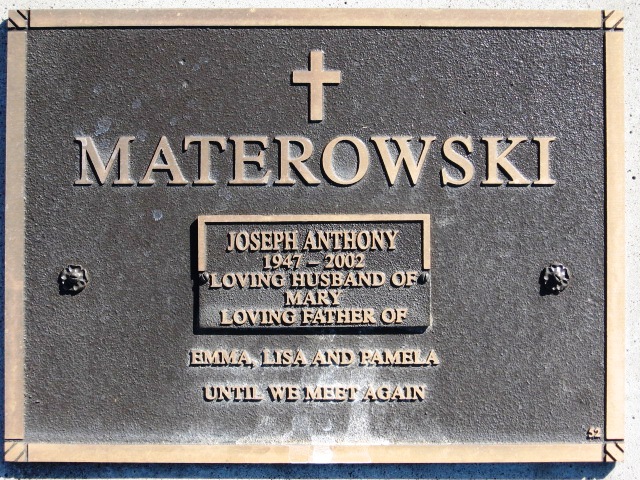 MATEROWSKI
JOSEPH ANTHONY
1947 – 2002
LOVING HUSBAND OF
MARY
LOVING FATHER OF
EMMA, LISA AND PAMELA
UNTIL WE MEET AGAIN
52